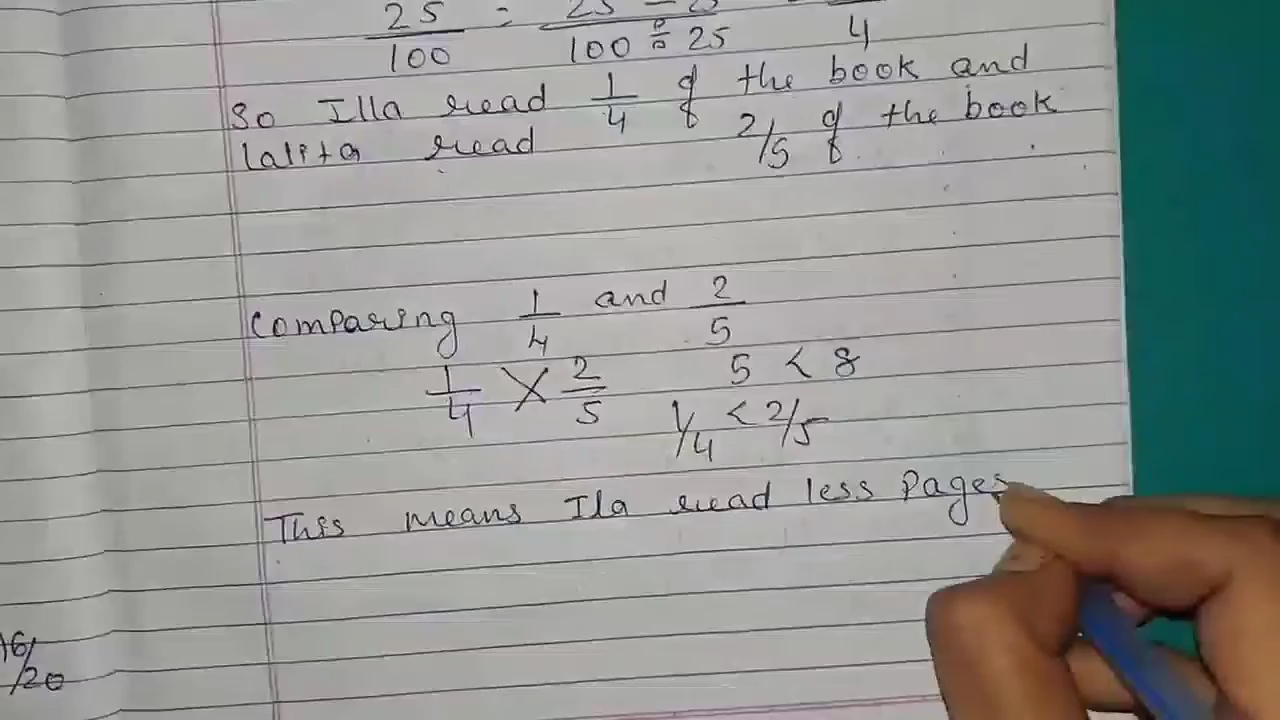 25/100 = 25 ÷ 25/100 ÷ 25 4
So Illa read 1/4 of the book and
lalita read 2/5 of the book
Comparing 1/4 and 2/5
1/4 X 2/5 5 < 8
1/4 < 2/5
This means Ila read less pages
16/20